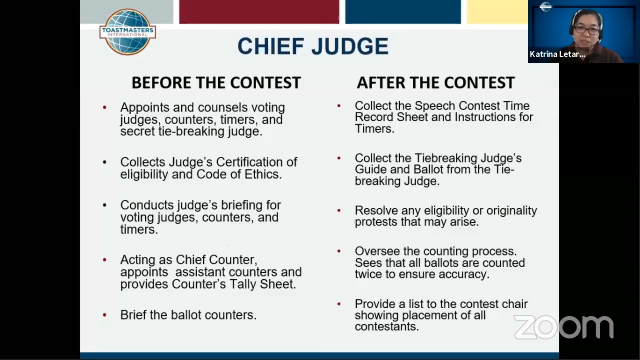 TOASTMASTERS
INTERNATIONAL
CHIEF JUDGE
BEFORE THE CONTEST
• Appoints and counsels voting
judges, counters, timers, and
secret tie-breaking judge.
• Collects Judge's Certification of
eligibility and Code of Ethics.
• Conducts judge's briefing for
voting judges, counters, and
timers.
• Acting as Chief Counter,
appoints assistant counters and
provides Counter's Tally Sheet.
• Brief the ballot counters.
AFTER THE CONTEST
• Collect the Speech Contest Time
Record Sheet and Instructions for
Timers.
• Collect the Tiebreaking Judge's
Guide and Ballot from the Tie-
breaking Judge.
• Resolve any eligibility or originality
protests that may arise.
• Oversee the counting process.
Sees that all ballots are counted
twice to ensure accuracy.
• Provide a list to the contest chair
showing placement of all
contestants.
Katrina Letar...
zoom